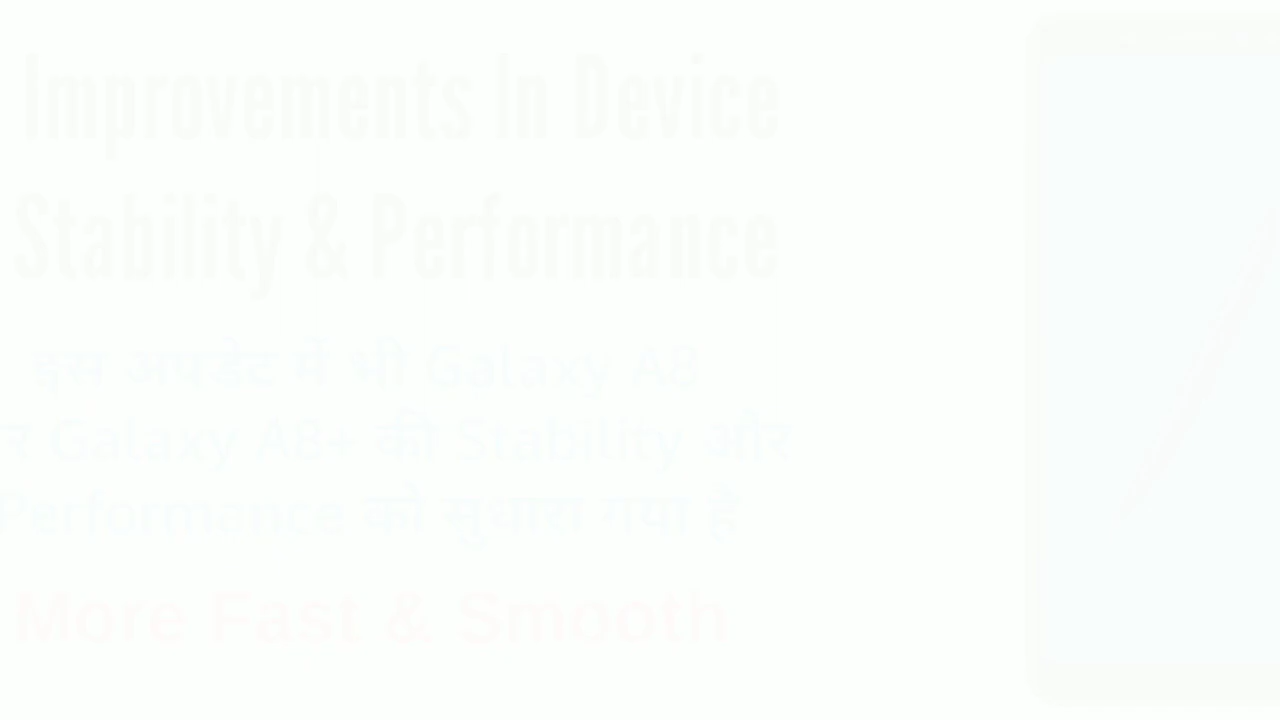 Improvements In Device
Stability & Performance
इस अपडेट में भी Galaxy A8
र Galaxy A8+ की Stability और
Performance को सुधारा गया है
More Fast & Smooth